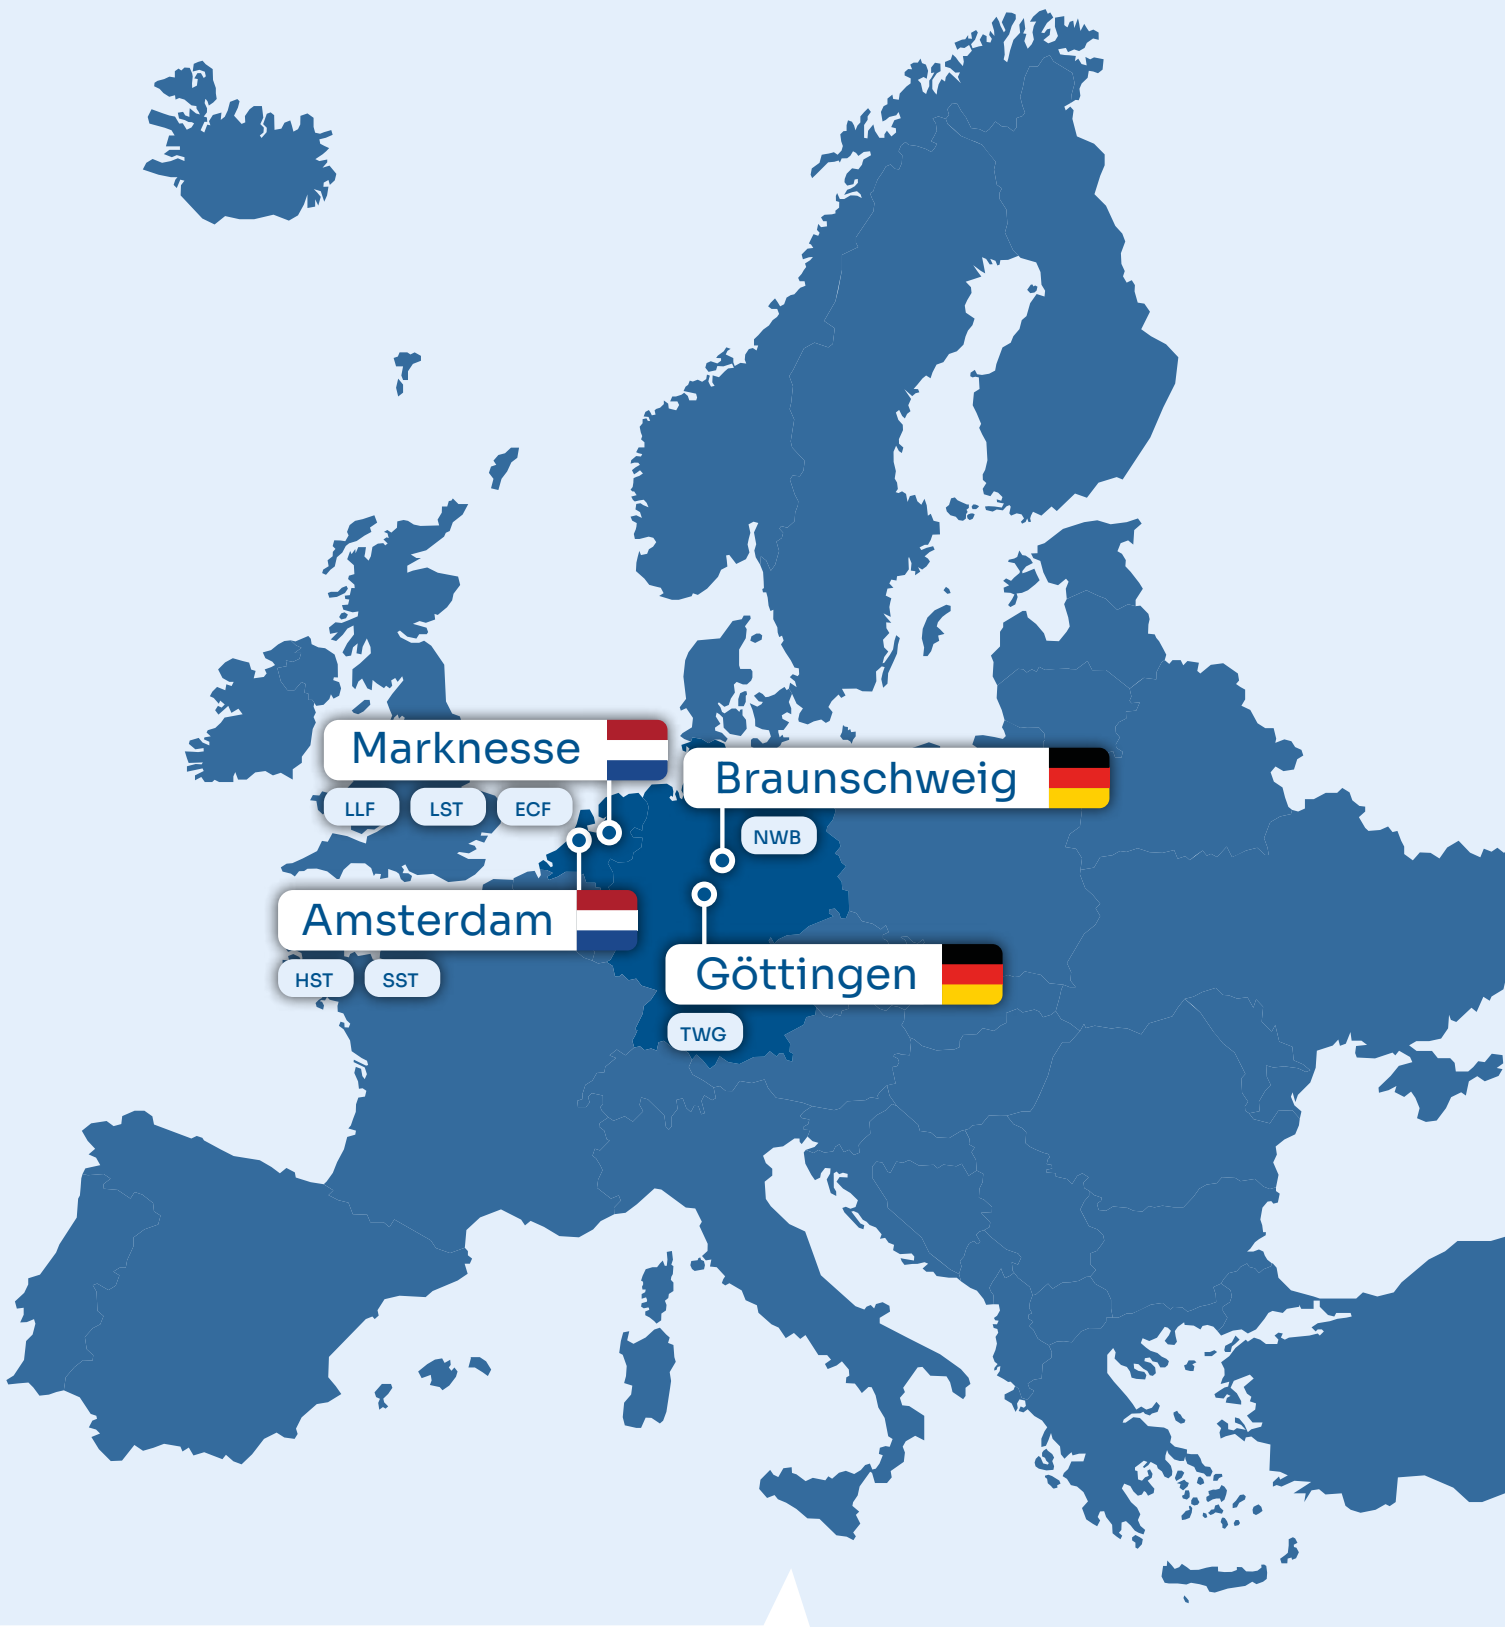 Marknesse
LLF LST ECF
Braunschweig
NWB
Amsterdam
HST SST
Göttingen
TWG